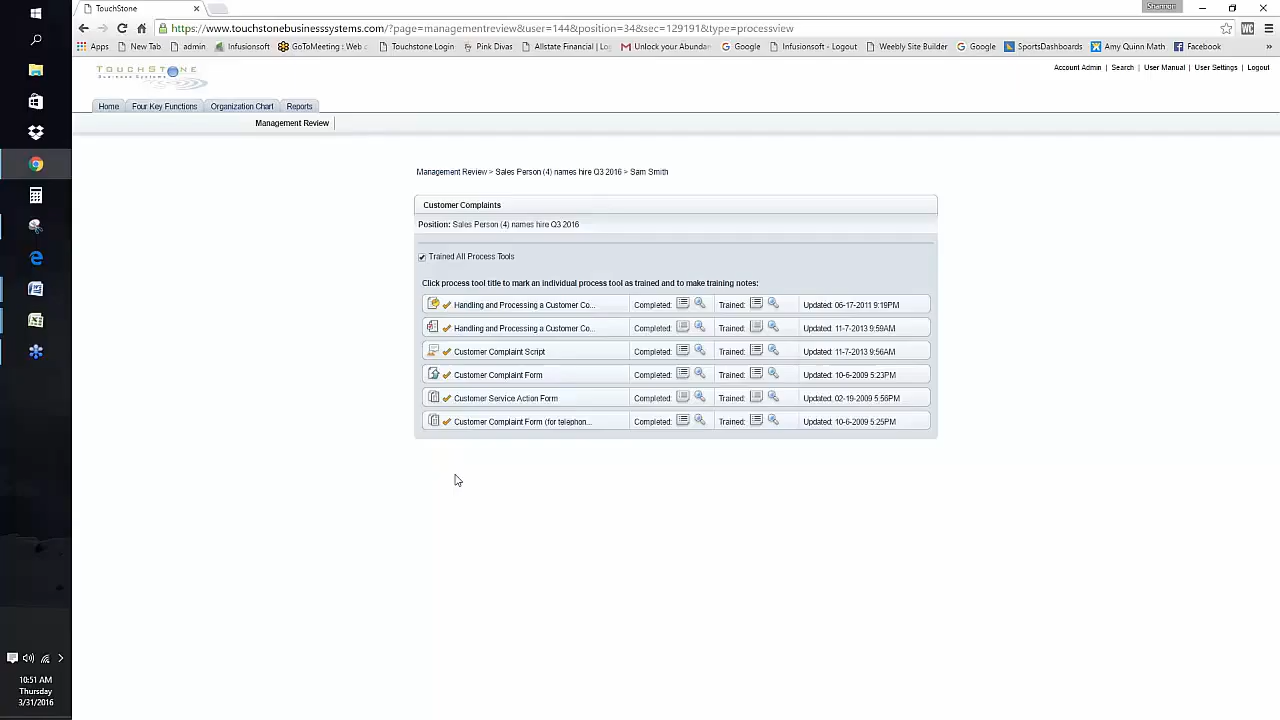 TouchStone
Shannon
https://www.touchstonebusinesssystems.com/?page=managementreview&user=144&position=34&sec=129191&type=processview
Apps New Tab admin Infusionsoft GoToMeeting : Web c Touchstone Login Pink Divas Allstate Financial | Lo Unlock your Abundan Google Infusionsoft - Logout Weekly Site Builder Google SportsDashboards Amy Quinn Math Facebook
TOUCHSTONE
Business Systems
Account Admin | Search | User Manual | User Settings | Logout
Home Four Key Functions Organization Chart Reports
Management Review
Management Review > Sales Person (4) names hire Q3 2016 > Sam Smith
Customer Complaints
Position: Sales Person (4) names hire Q3 2016
Trained All Process Tools
Click process tool title to mark an individual process tool as trained and to make training notes:
Handling and Processing a Customer Co... Completed: Trained: Updated: 06-17-2011 9:19PM
Handling and Processing a Customer Co... Completed: Trained: Updated: 11-7-2013 9:59AM
Customer Complaint Script Completed: Trained: Updated: 11-7-2013 9:56AM
Customer Complaint Form Completed: Trained: Updated: 10-6-2009 5:23PM
Customer Service Action Form Completed: Trained: Updated: 02-19-2009 5:56PM
Customer Complaint Form (for telephon... Completed: Trained: Updated: 10-6-2009 5:25PM
10:51 AM
Thursday
3/31/2016